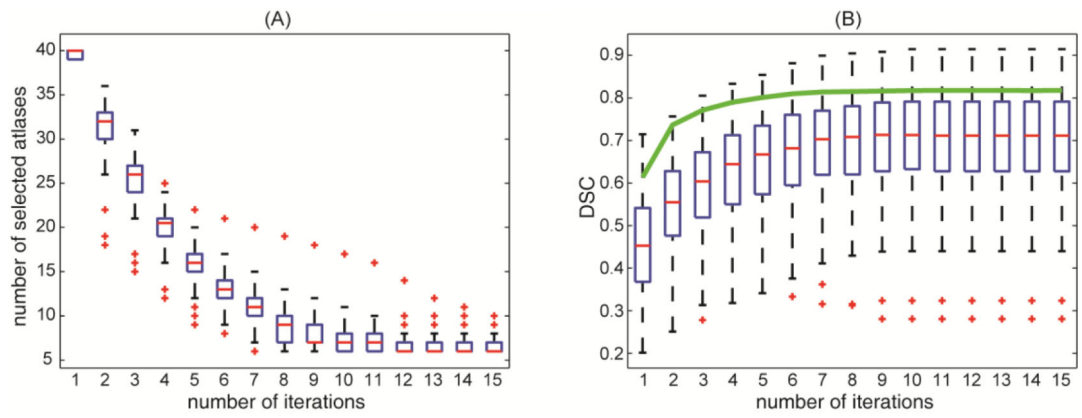 (A)
number of selected atlases
40
35
30
25
20
15
10
5
1 2 3 4 5 6 7 8 9 10 11 12 13 14 15
number of iterations
(B)
DSC
0.9
0.8
0.7
0.6
0.5
0.4
0.3
0.2
1 2 3 4 5 6 7 8 9 10 11 12 13 14 15
number of iterations